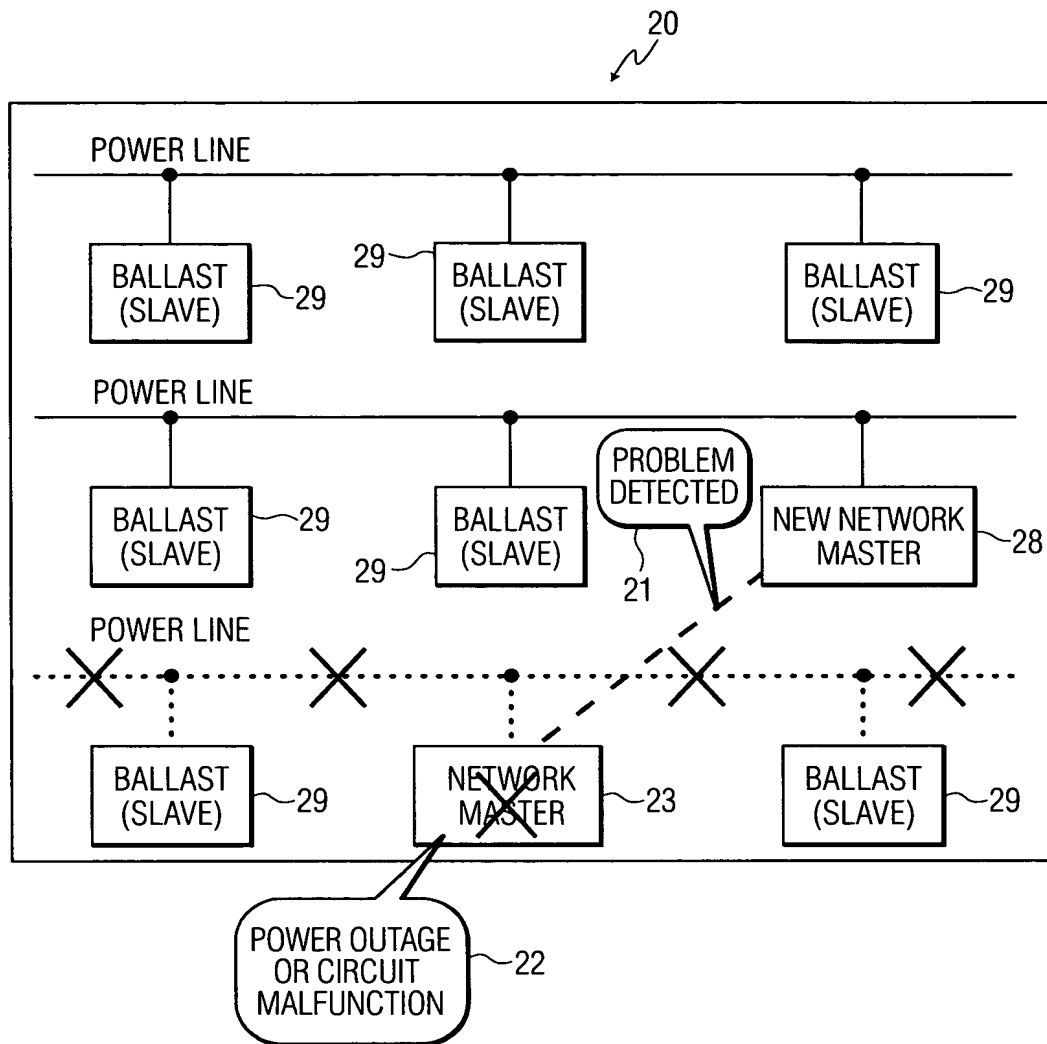 20
POWER LINE
BALLAST
(SLAVE)
29
29
BALLAST
(SLAVE)
BALLAST
(SLAVE)
29
POWER LINE
BALLAST
(SLAVE)
29
BALLAST
(SLAVE)
29
PROBLEM
DETECTED
21
NEW NETWORK
MASTER
28
POWER LINE
BALLAST
(SLAVE)
29
NETWORK
MASTER
23
BALLAST
(SLAVE)
29
POWER OUTAGE
OR CIRCUIT
MALFUNCTION
22